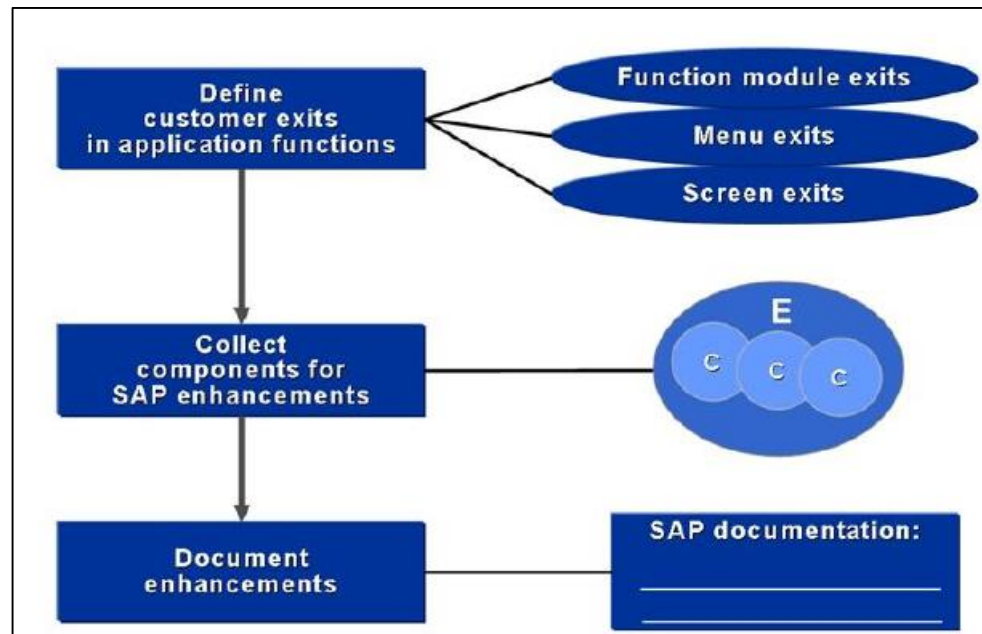 Define
customer exits
in application functions
Function module exits
Menu exits
Screen exits
Collect
components for
SAP enhancements
E
C
C
C
Document
enhancements
SAP documentation: